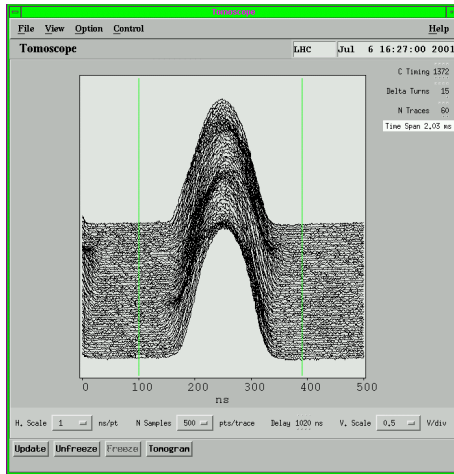 Tomoscope
File View Option Control Help
Tomoscope LHC Jul 6 16:27:00 2001
C Timing 1372
Delta Turns 15
N Traces 60
Time Span 2.03 ms
0 100 200 300 400 500
ns
H. Scale 1 ns/pt N Samples 500 pts/trace Delay 1020 ns V. Scale 0.5 V/div
Update Unfreeze Freeze Tomogram